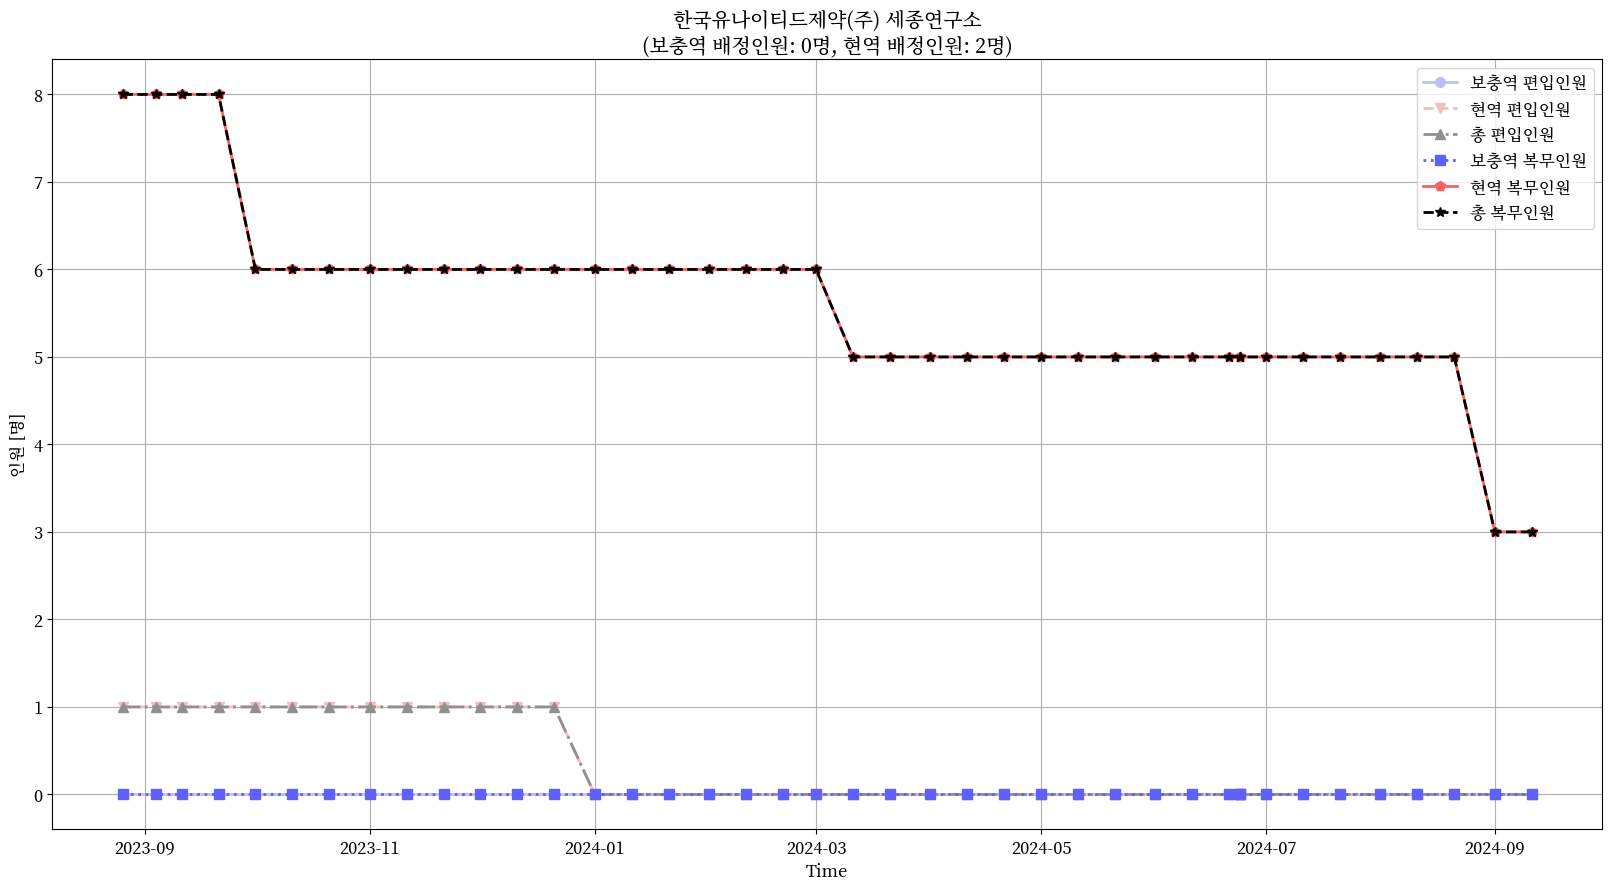 한국유나이티드제약(주) 세종연구소
(보충역 배정인원: 0명, 현역 배정인원: 2명)
보충역 편입인원
현역 편입인원
총 편입인원
보충역 복무인원
현역 복무인원
총 복무인원
인원 [명]
8
7
6
5
4
3
2
1
0
2023-09
2023-11
2024-01
2024-03
2024-05
2024-07
2024-09
Time